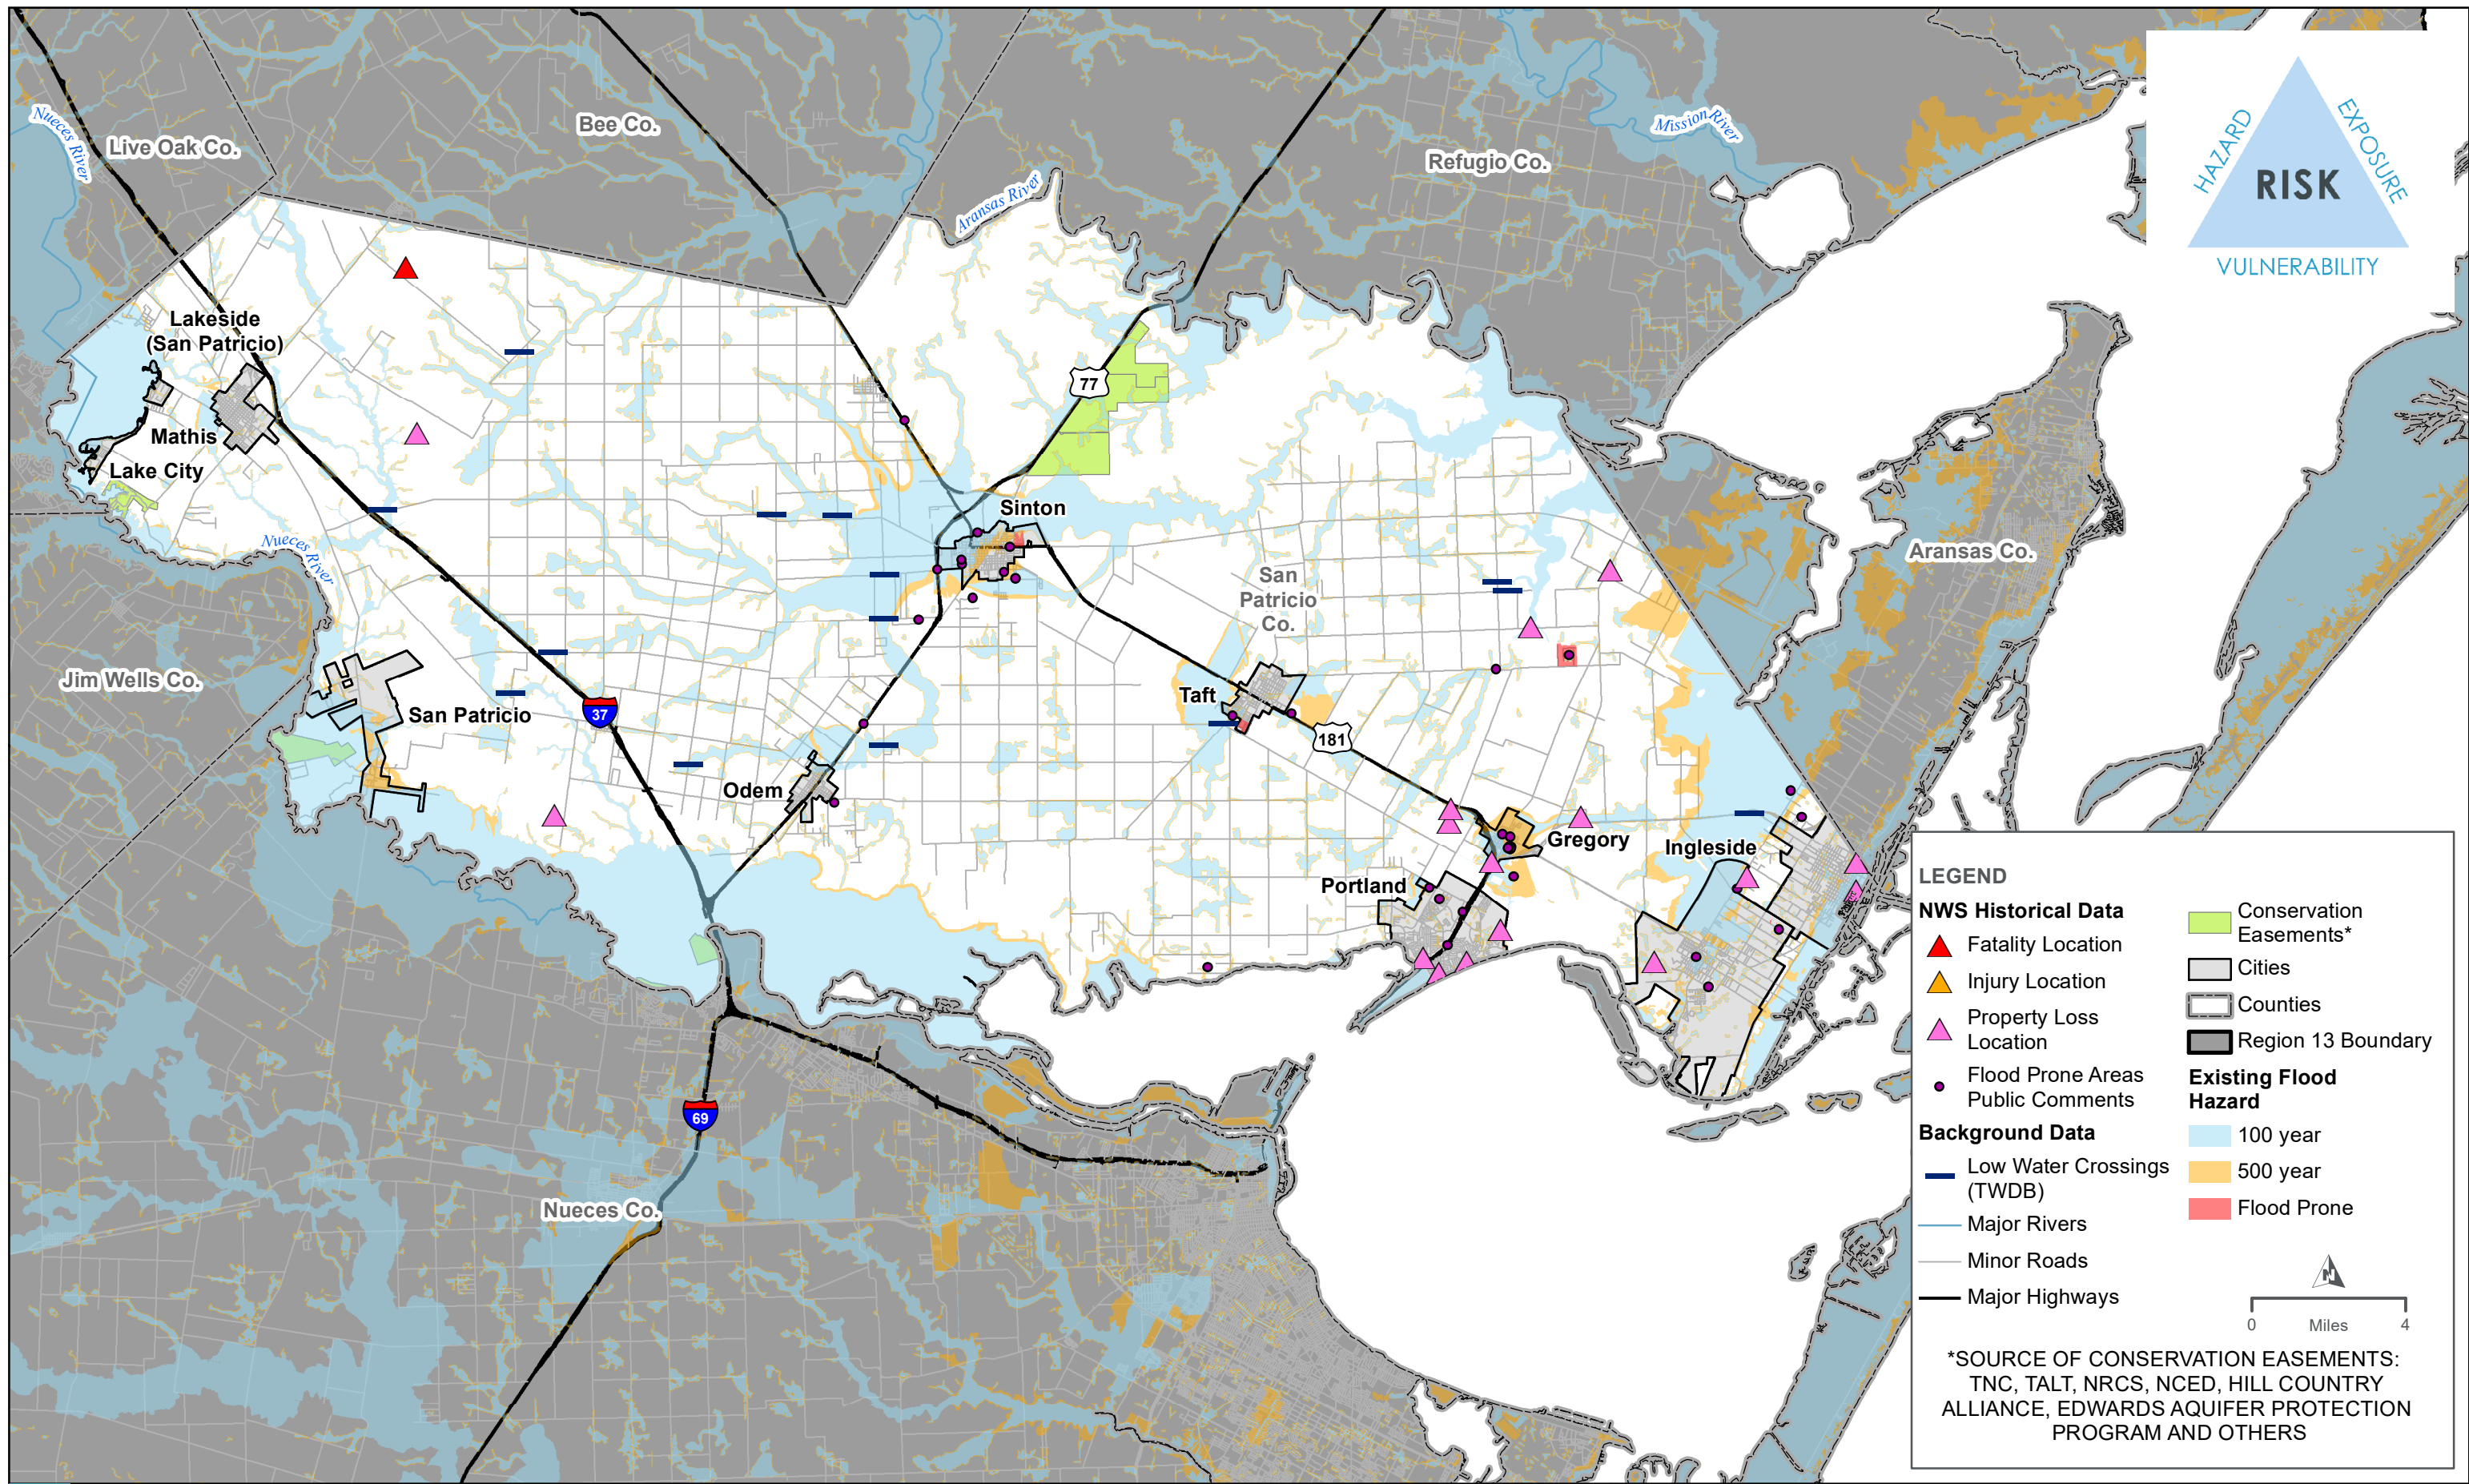 Nueces River
Live Oak Co.
Bee Co.
Aransas River
Refugio Co.
Mission River
HAZARD
EXPOSURE
RISK
VULNERABILITY
Lakeside
(San Patricio)
Mathis
Lake City
77
Sinton
Nueces River
San
Patricio
Co.
Aransas Co.
Jim Wells Co.
San Patricio
37
Taft
181
Odem
Gregory
Ingleside
Portland
69
Nueces Co.
LEGEND
NWS Historical Data
Fatality Location
Injury Location
Property Loss
Location
Flood Prone Areas
Public Comments
Background Data
Low Water Crossings
(TWDB)
Major Rivers
Minor Roads
Major Highways
Conservation
Easements*
Cities
Counties
Region 13 Boundary
Existing Flood
Hazard
100 year
500 year
Flood Prone
N
0 Miles 4
*SOURCE OF CONSERVATION EASEMENTS:
TNC, TALT, NRCS, NCED, HILL COUNTRY
ALLIANCE, EDWARDS AQUIFER PROTECTION
PROGRAM AND OTHERS